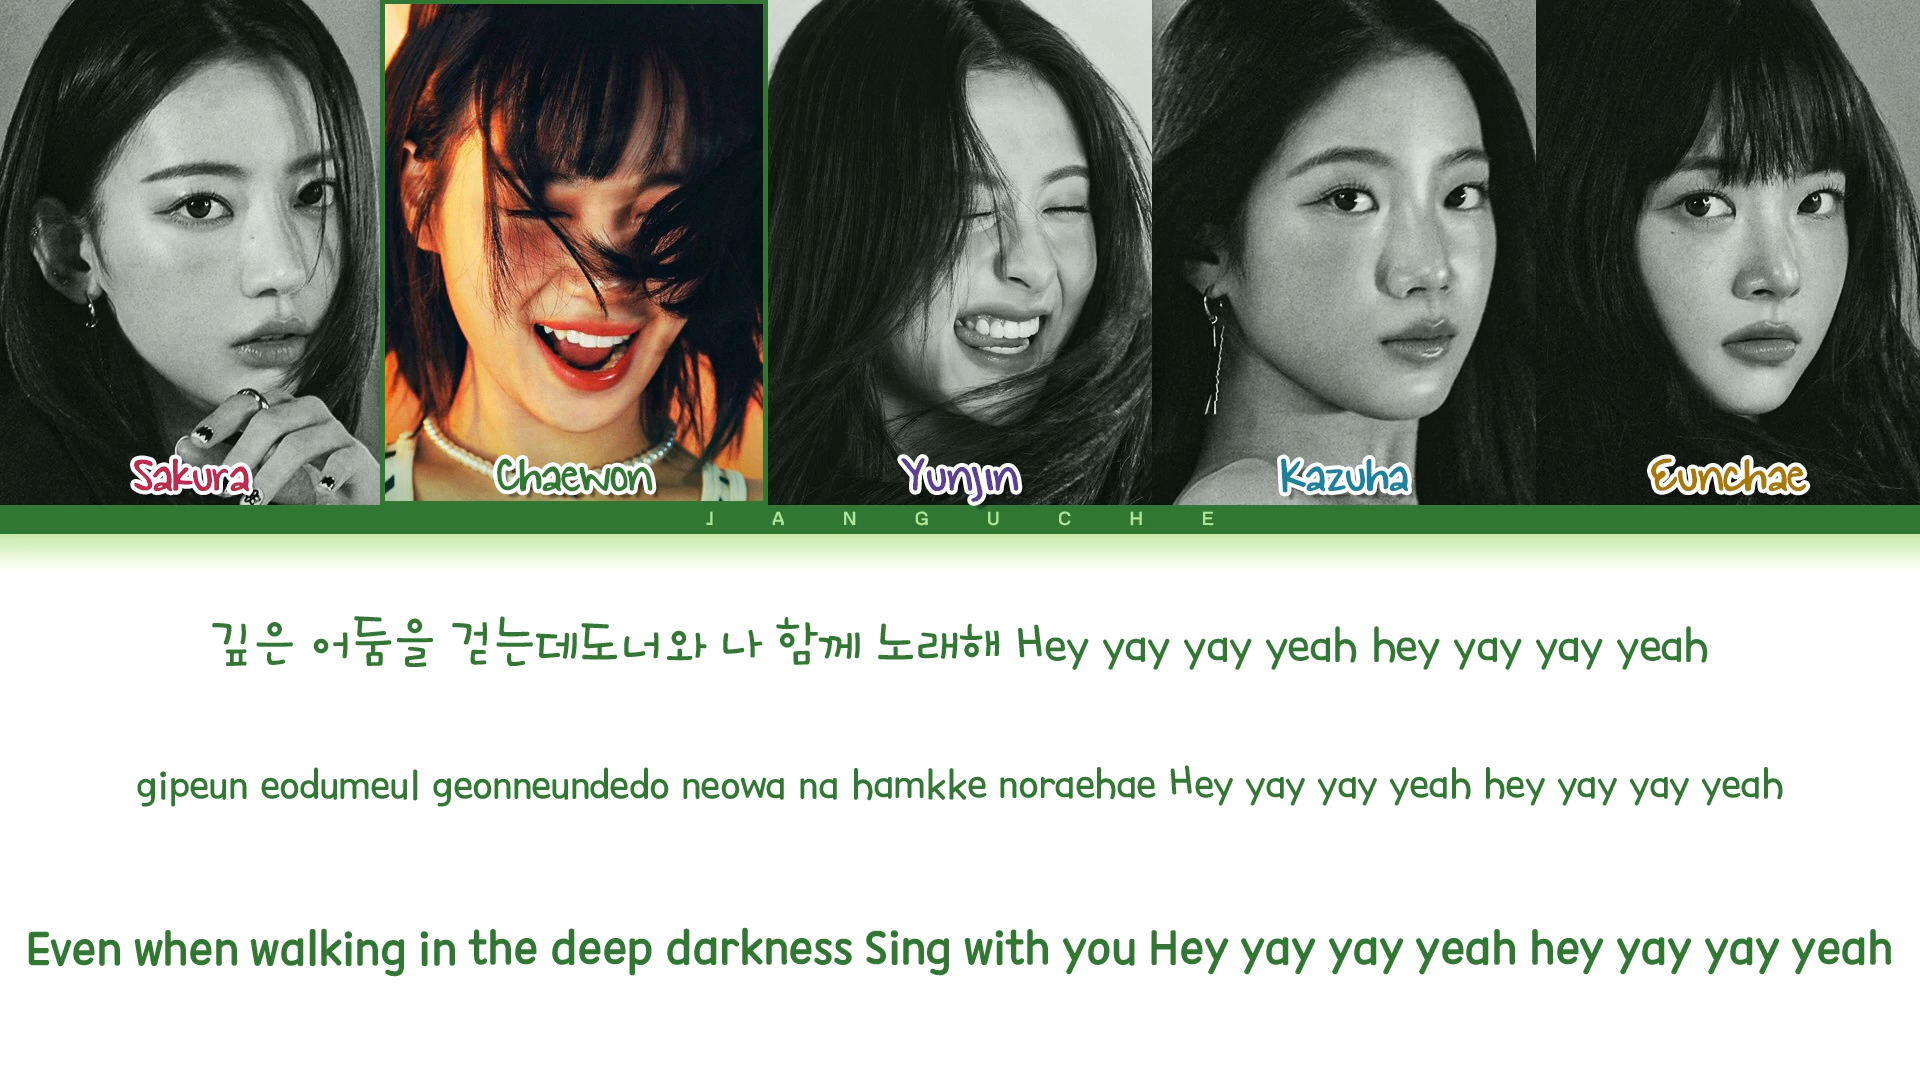 Sakura
Chaewon
Yunjin
Kazuha
Eunchae
JANGUCHE
깊은 어둠을 걷는데도너와 나 함께 노래해 Hey yay yay yeah hey yay yay yeah
gipeun eodumeul geonneundedo neowa na hamkke noraehae Hey yay yay yeah hey yay yay yeah
Even when walking in the deep darkness Sing with you Hey yay yay yeah hey yay yay yeah